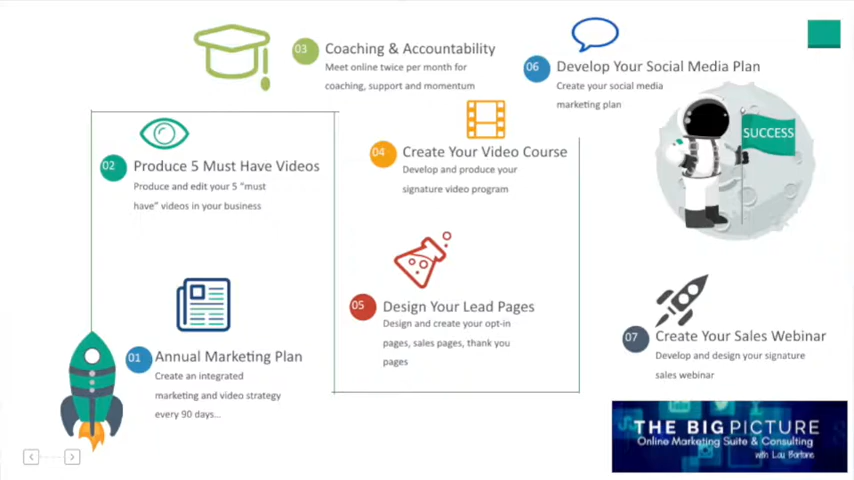 03
Coaching & Accountability
Meet online twice per month for
coaching, support and momentum
06
Develop Your Social Media Plan
Create your social media
marketing plan
SUCCESS
02
Produce 5 Must Have Videos
Produce and edit your 5 “must
have” videos in your business
04
Create Your Video Course
Develop and produce your
signature video program
05
Design Your Lead Pages
Design and create your opt-in
pages, sales pages, thank you
pages
01
Annual Marketing Plan
Create an integrated
marketing and video strategy
every 90 days...
07
Create Your Sales Webinar
Develop and design your signature
sales webinar
THE BIG PICTURE
Online Marketing Suite & Consulting
with Lou Bortone